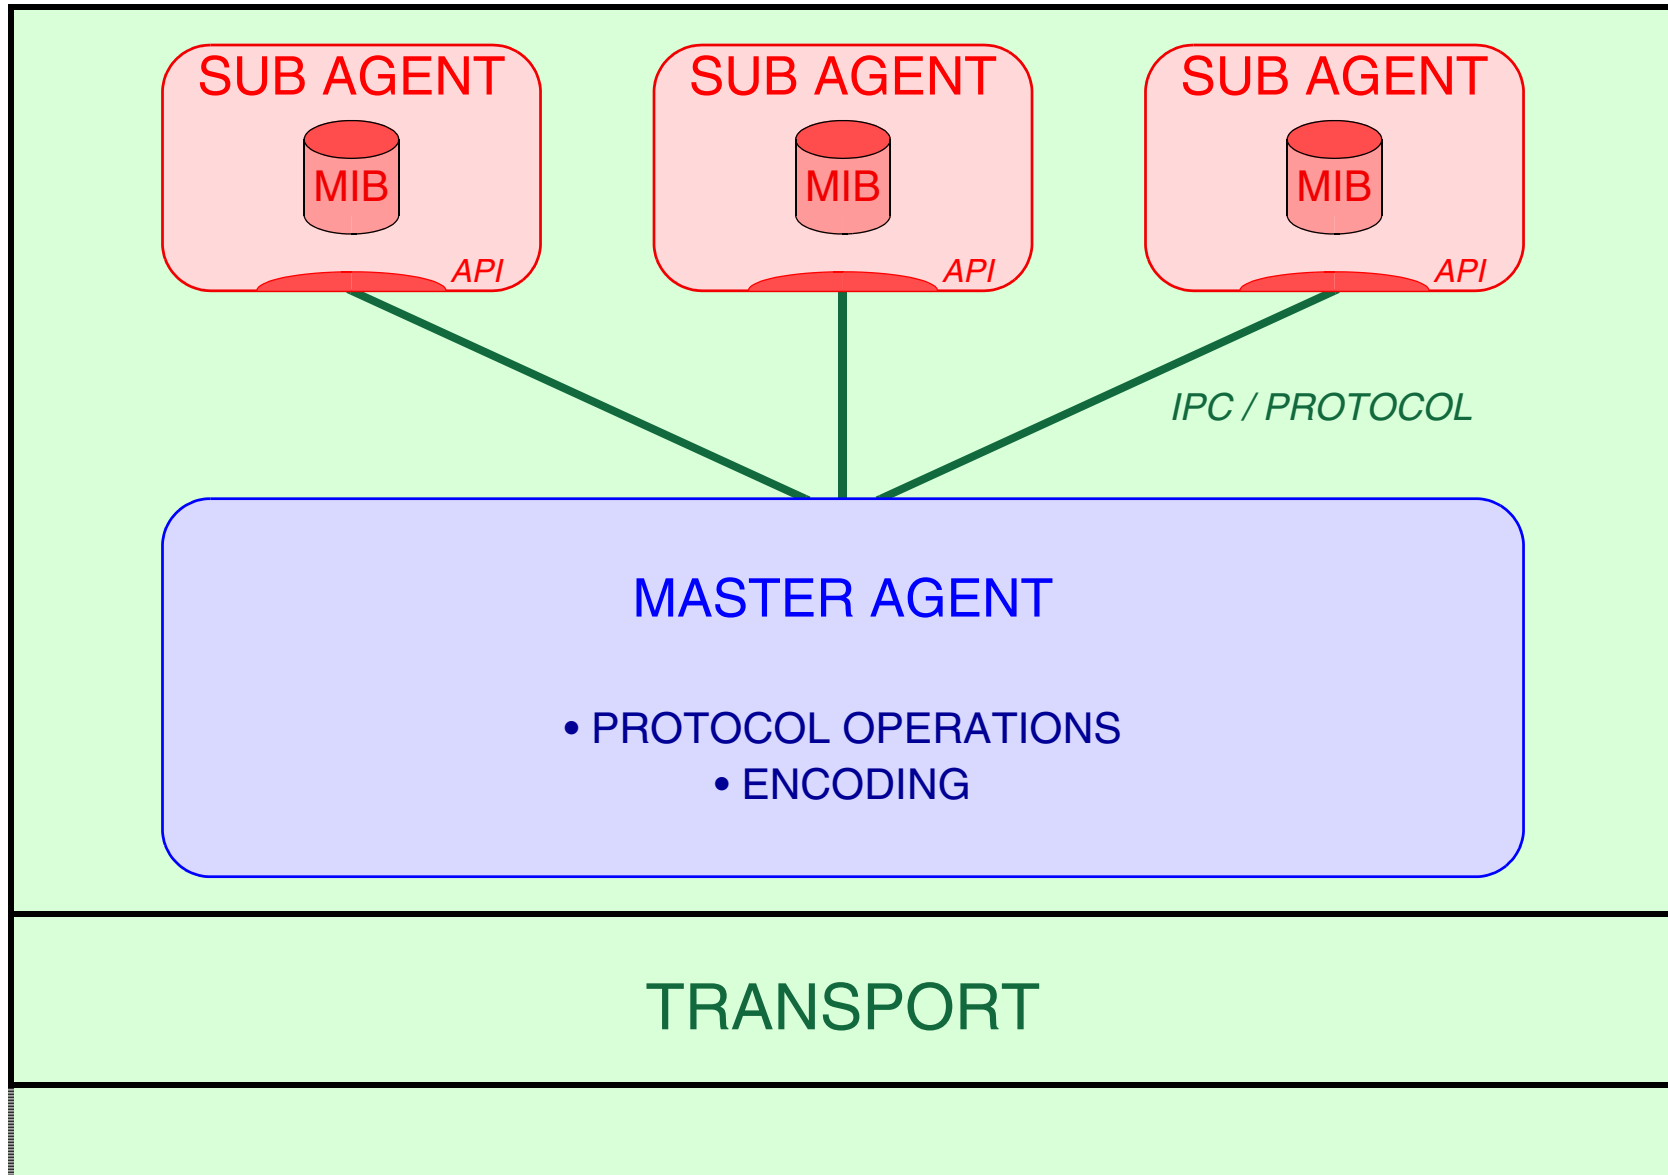 SUB AGENT
SUB AGENT
SUB AGENT
MIB
MIB
MIB
API
API
API
IPC / PROTOCOL
MASTER AGENT
• PROTOCOL OPERATIONS
• ENCODING
TRANSPORT